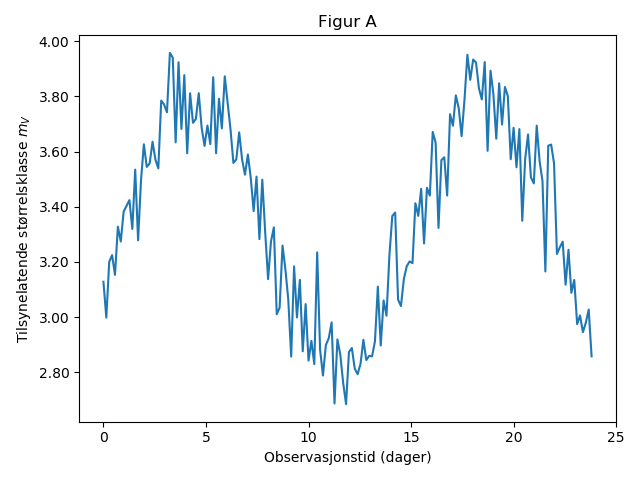 Figur A
Tilsynelatende størrelsklasse $m_V$
4.00
3.80
3.60
3.40
3.20
3.00
2.80
0 5 10 15 20 25
Observasjonstid (dager)